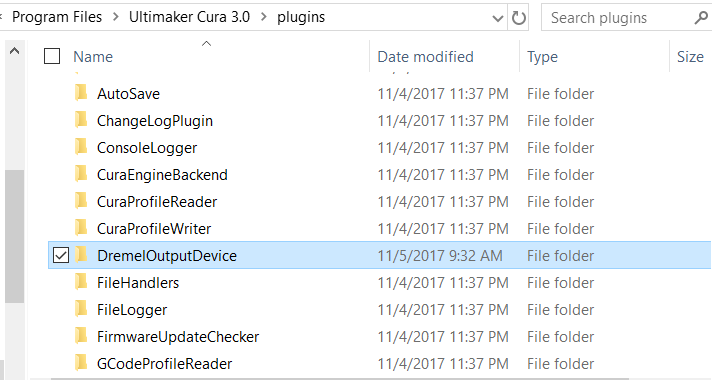 Program Files > Ultimaker Cura 3.0 > plugins Search plugins
Name Date modified Type Size
AutoSave 11/4/2017 11:37 PM File folder
ChangeLogPlugin 11/4/2017 11:37 PM File folder
ConsoleLogger 11/4/2017 11:37 PM File folder
CuraEngineBackend 11/4/2017 11:37 PM File folder
CuraProfileReader 11/4/2017 11:37 PM File folder
CuraProfileWriter 11/4/2017 11:37 PM File folder
DremelOutputDevice 11/5/2017 9:32 AM File folder
FileHandlers 11/4/2017 11:37 PM File folder
FileLogger 11/4/2017 11:37 PM File folder
FirmwareUpdateChecker 11/4/2017 11:37 PM File folder
GCodeProfileReader 11/4/2017 11:37 PM File folder